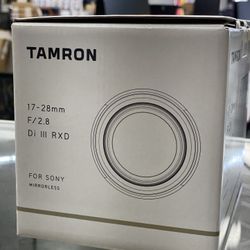 TAMRON
17-28mm
F/2.8
Di III RXD
FOR SONY
MIRRORLESS